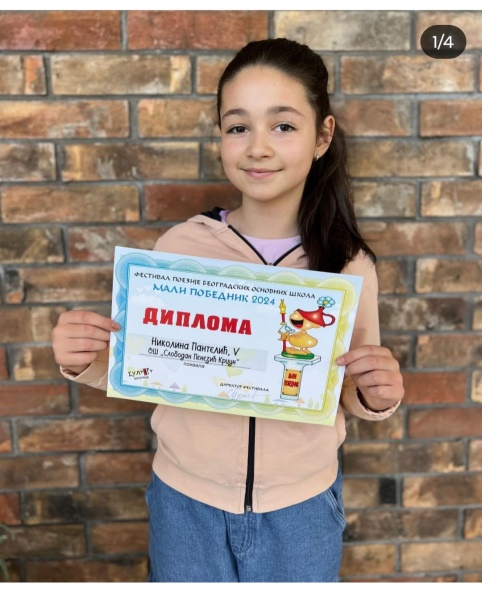 1/4
ФЕСТИВАЛ ПОЕЗИЈЕ БЕОГРАДСКИХ ОСНОВНИХ ШКОЛА
МАЛИ ПОБЕДНИК 2024
ДИПЛОМА
Николина Пантелић, V
ОШ „Слободан Пенезић Крцун“
ПОХВАЛА
ДИРЕКТОР ФЕСТИВАЛА